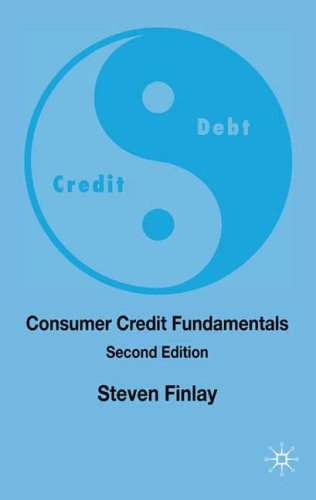 Debt
Credit
Consumer Credit Fundamentals
Second Edition
Steven Finlay